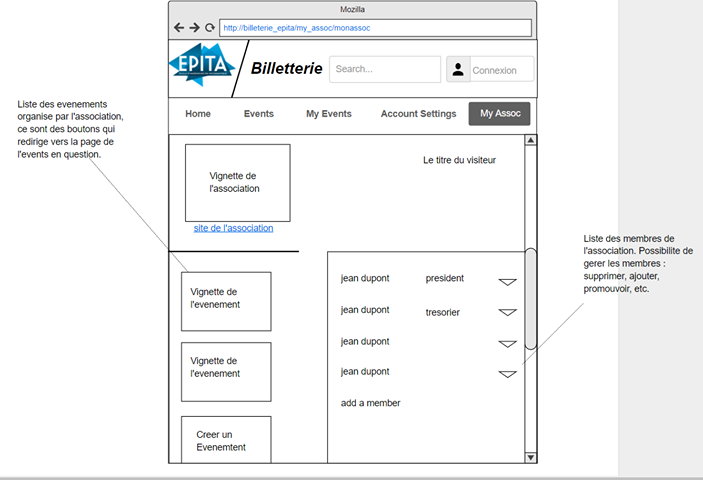 Mozilla
http://billeterie_epita/my_assoc/monassoc
EPITA
Billetterie
Search...
Connexion
Home
Events
My Events
Account Settings
My Assoc
Liste des evenements
organise par l'association,
ce sont des boutons qui
redirige vers la page de
l'events en question.
Vignette de
l'association
Le titre du visiteur
site de l'association
Liste des membres de
l'association. Possibilite de
gerer les membres :
supprimer, ajouter,
promouvoir, etc.
Vignette de
l'evenement
Vignette de
l'evenement
Creer un
Evenemtent
jean dupont president
jean dupont tresorier
jean dupont
jean dupont
add a member